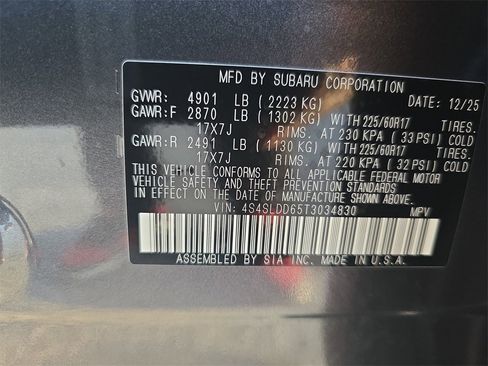 MFD BY SUBARU CORPORATION
GVWR: 4901 LB ( 2223 KG) DATE: 12/25
GAWR:F 2870 LB ( 1302 KG) WITH 225/60R17 TIRES.
17X7J RIMS. AT 230 KPA ( 33 PSI) COLD
GAWR:R 2491 LB ( 1130 KG) WITH 225/60R17 TIRES.
17X7J RIMS. AT 220 KPA ( 32 PSI) COLD
THIS VEHICLE CONFORMS TO ALL APPLICABLE FEDERAL MOTOR
VEHICLE SAFETY AND THEFT PREVENTION STANDARDS
IN EFFECT ON THE DATE OF MANUFACTURE SHOWN ABOVE.
VIN: 4S4SLDD65T3034830 MPV
ASSEMBLED BY SIA INC. MADE IN U.S.A.